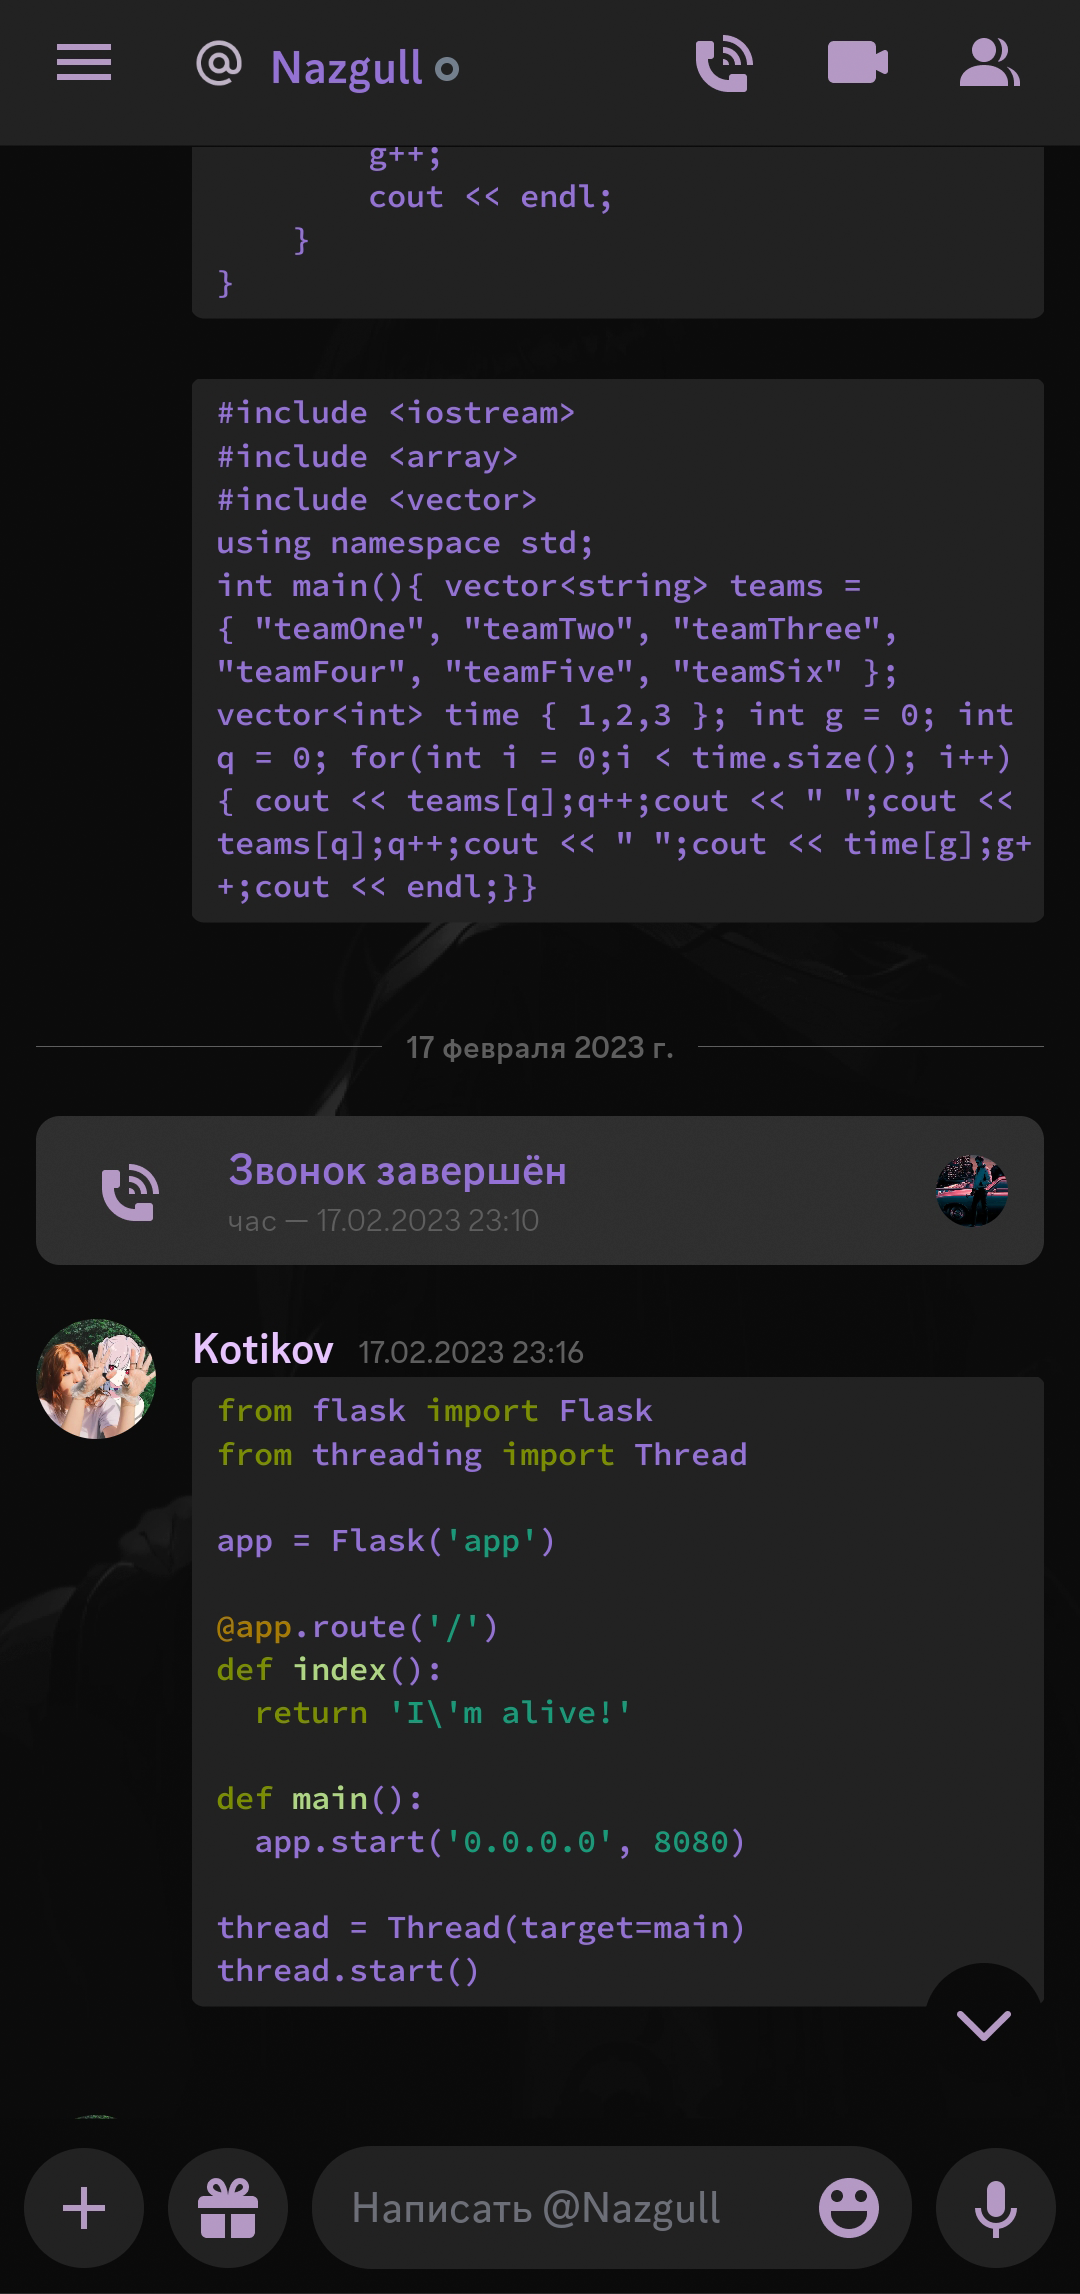 @ Nazgull
g++;
cout << endl;
}
}
#include <iostream>
#include <array>
#include <vector>
using namespace std;
int main(){ vector<string> teams =
{ "teamOne", "teamTwo", "teamThree",
"teamFour", "teamFive", "teamSix" };
vector<int> time { 1,2,3 }; int g = 0; int
q = 0; for(int i = 0;i < time.size(); i++)
{ cout << teams[q];q++;cout << " ";cout <<
teams[q];q++;cout << " ";cout << time[g];g+
+;cout << endl;}}
17 февраля 2023 г.
Звонок завершён
час — 17.02.2023 23:10
Kotikov 17.02.2023 23:16
from flask import Flask
from threading import Thread
app = Flask('app')
@app.route('/')
def index():
return 'I\'m alive!'
def main():
app.start('0.0.0.0', 8080)
thread = Thread(target=main)
thread.start()
Написать @Nazgull